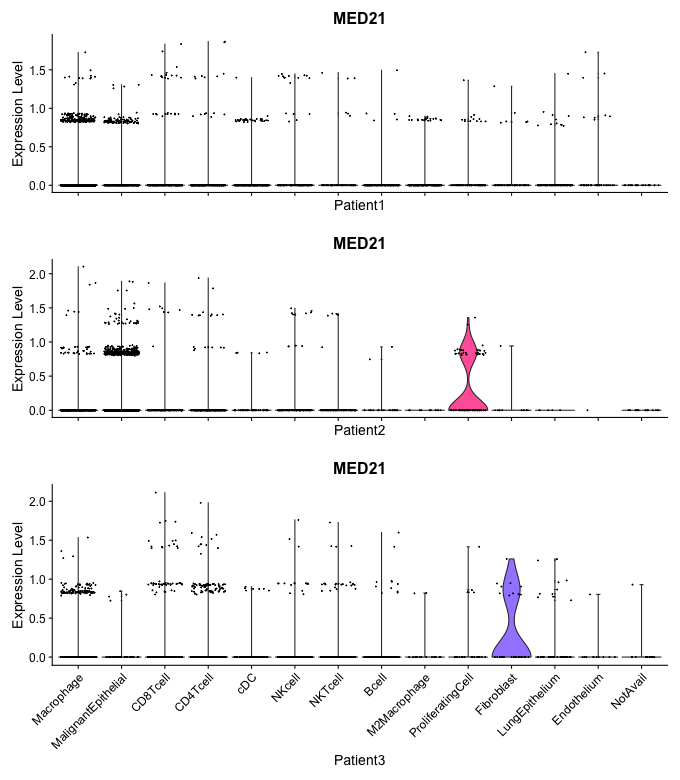 MED21
Expression Level
1.5
1.0
0.5
0.0
Patient1
MED21
Expression Level
2.0
1.5
1.0
0.5
0.0
Patient2
MED21
Expression Level
2.0
1.5
1.0
0.5
0.0
Macrophage
MalignantEpithelial
CD8Tcell
CD4Tcell
cDC
NKcell
NKTcell
Bcell
M2Macrophage
ProliferatingCell
Fibroblast
LungEpithelium
Endothelium
NotAvail
Patient3